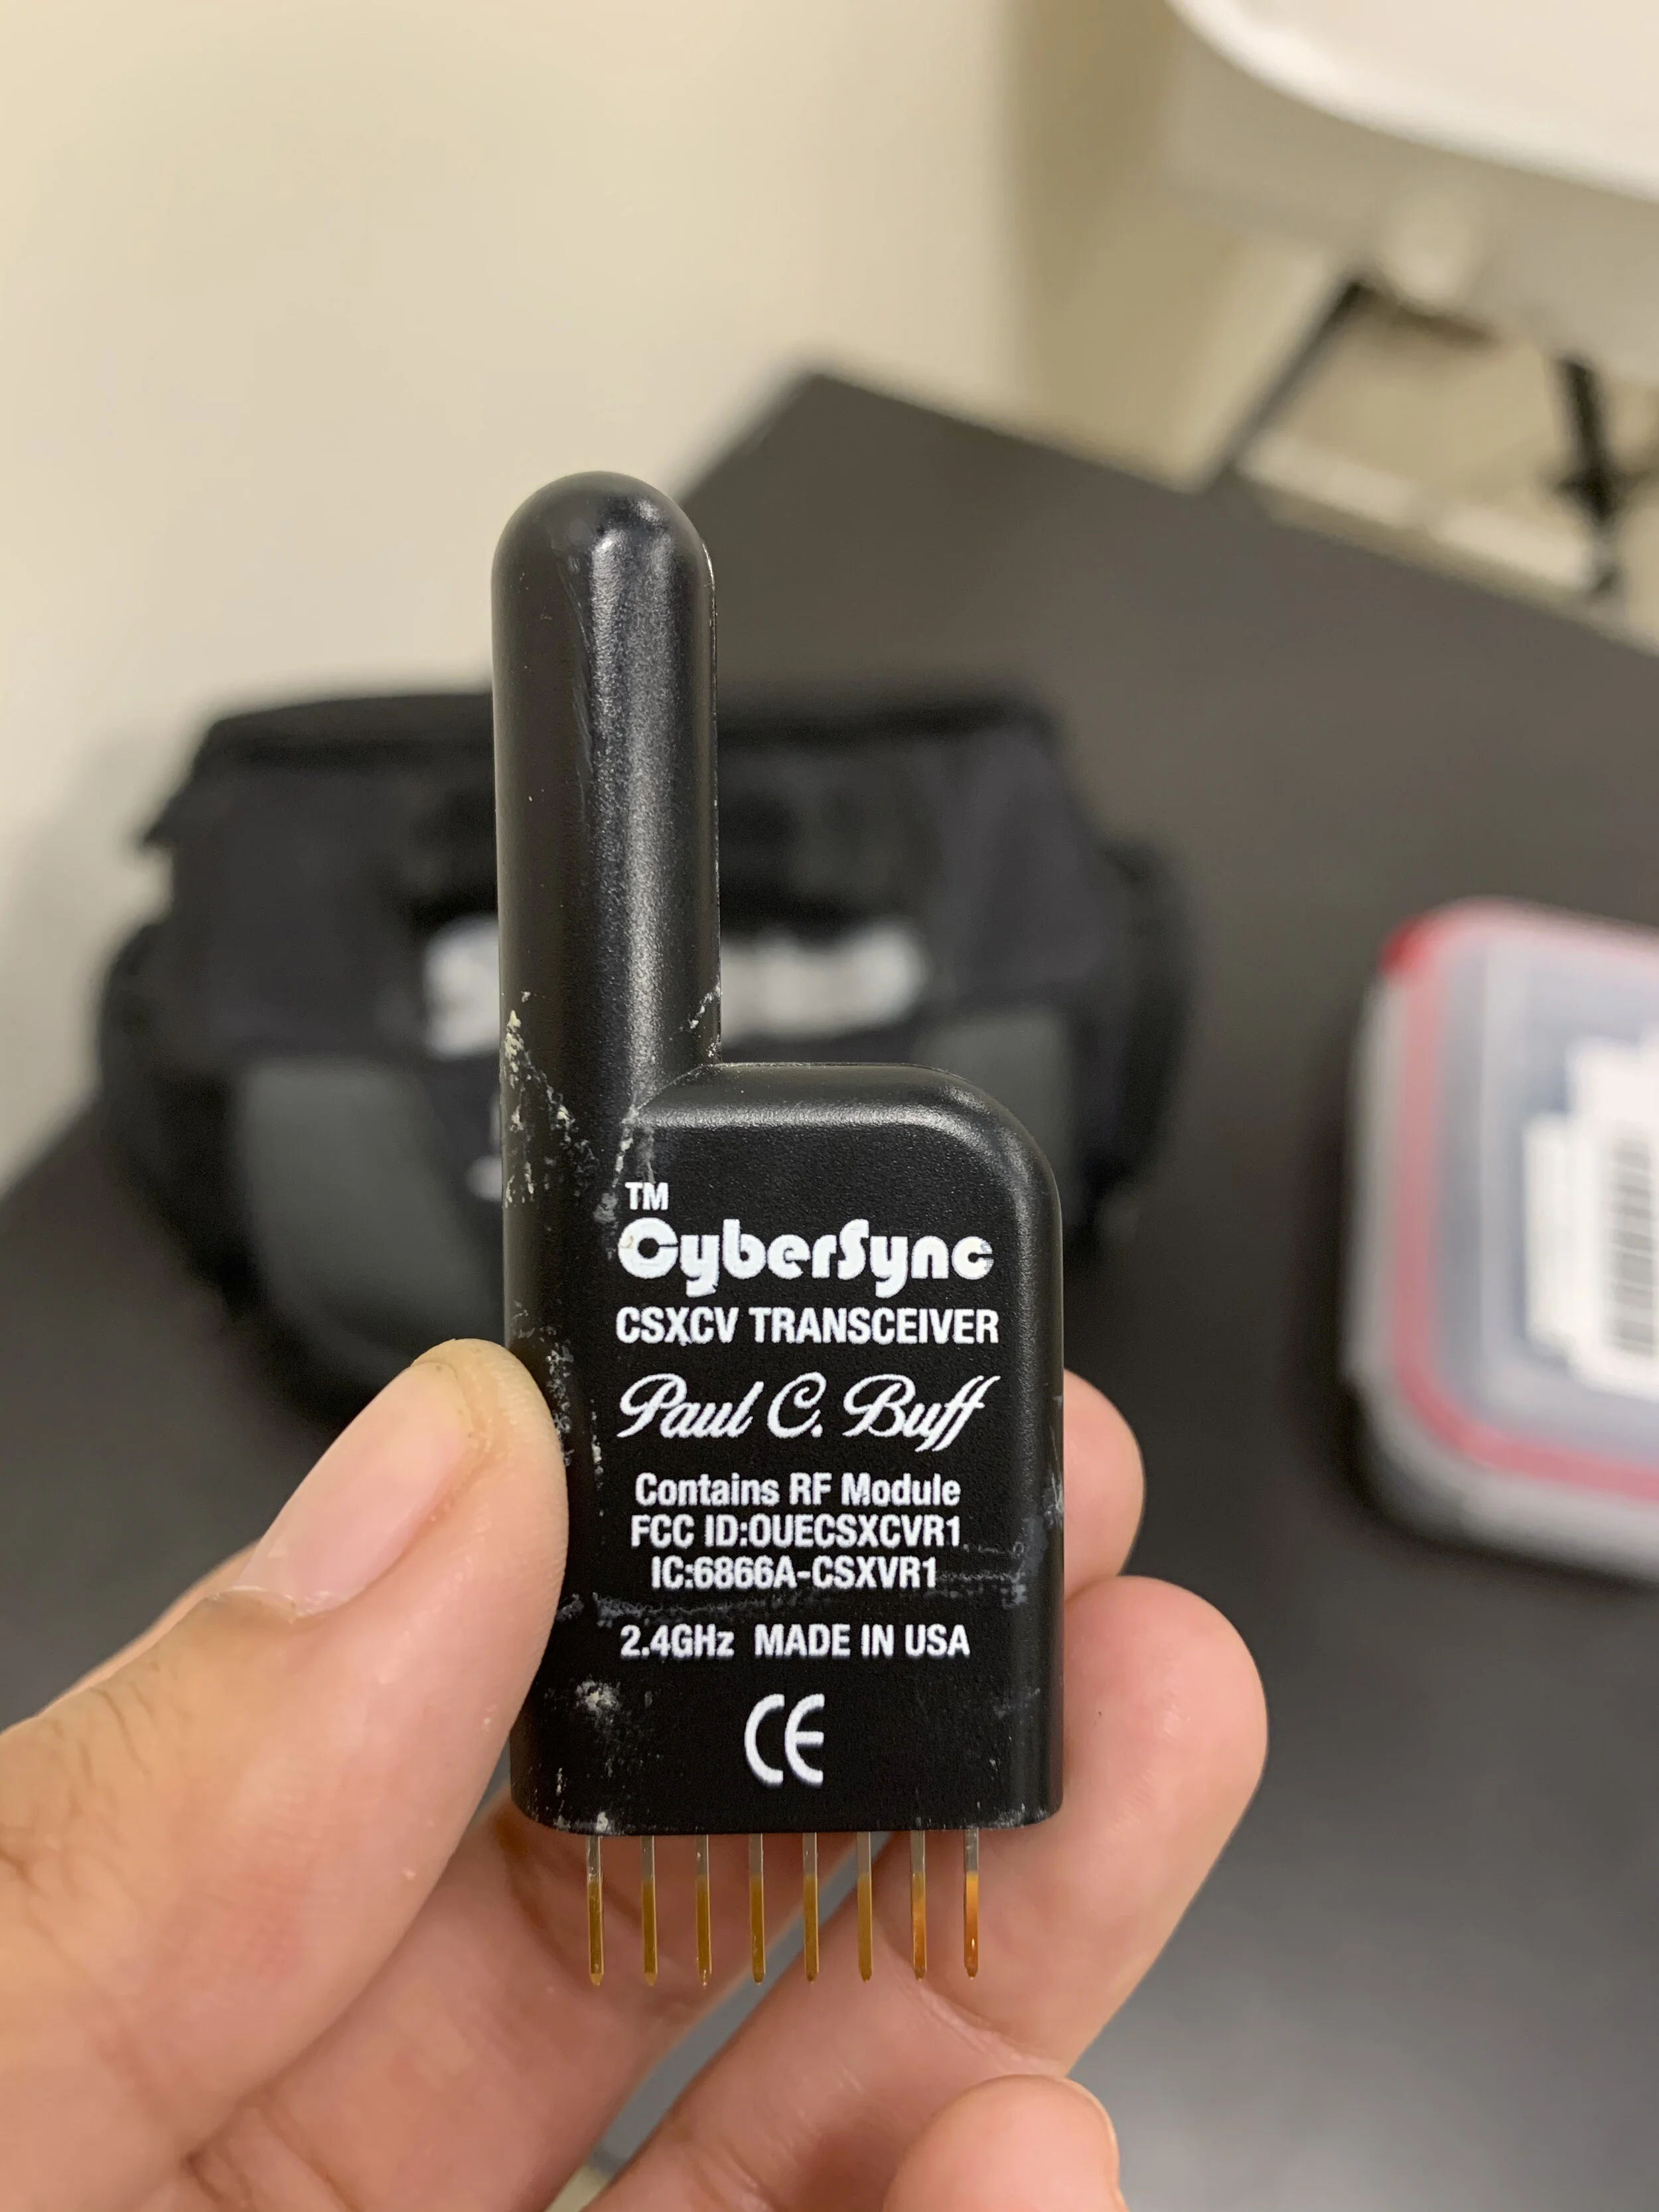 TM
CyberSync
CSXCV TRANSCEIVER
Paul C. Buff
Contains RF Module
FCC ID:OUECSXCVR1
IC:6866A-CSXVR1
2.4GHz MADE IN USA
CE